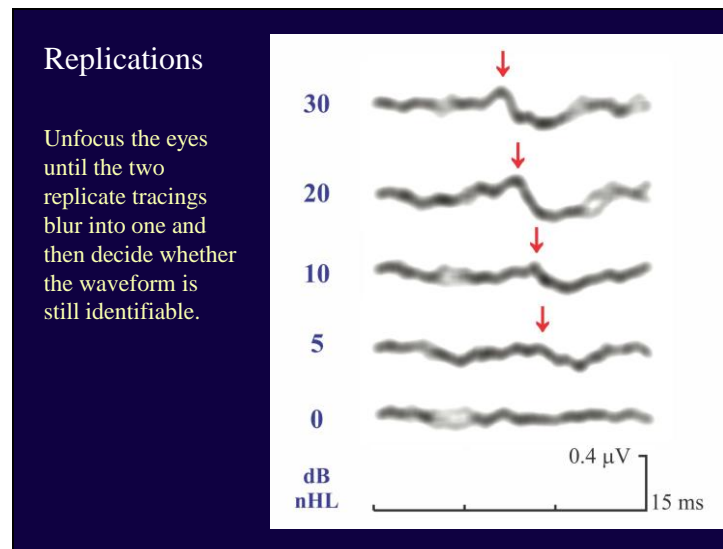 Replications
Unfocus the eyes
until the two
replicate tracings
blur into one and
then decide whether
the waveform is
still identifiable.
30
20
10
5
0
dB
nHL
0.4 µV
15 ms